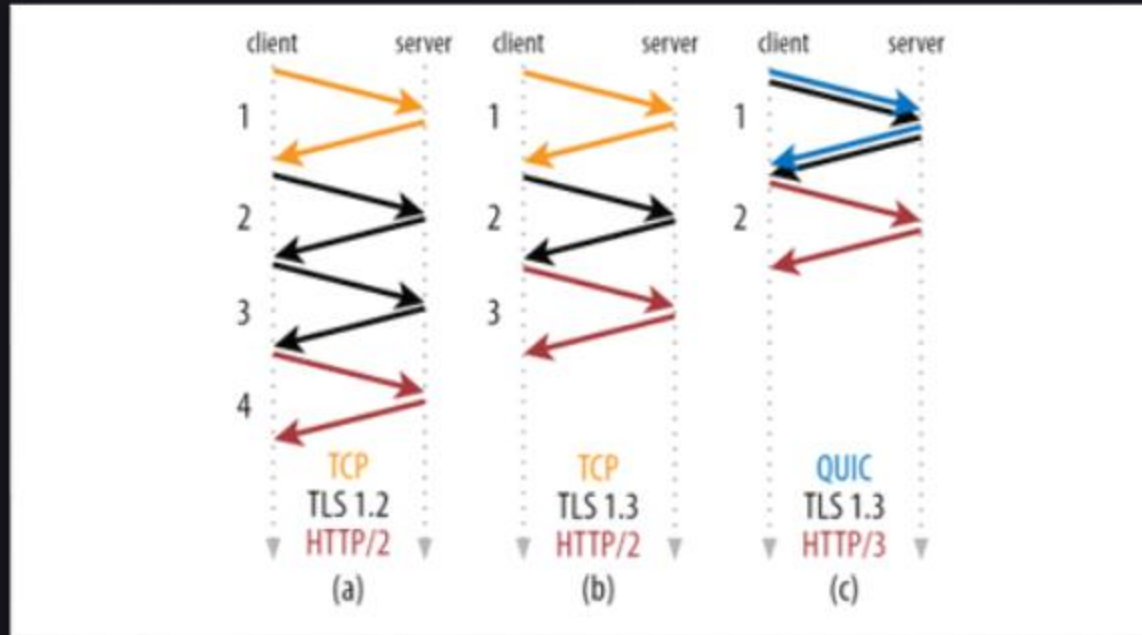 client server client server client server
1 1 1
2 2 2
3 3
4
TCP TCP QUIC
TLS 1.2 TLS 1.3 TLS 1.3
HTTP/2 HTTP/2 HTTP/3
(a) (b) (c)